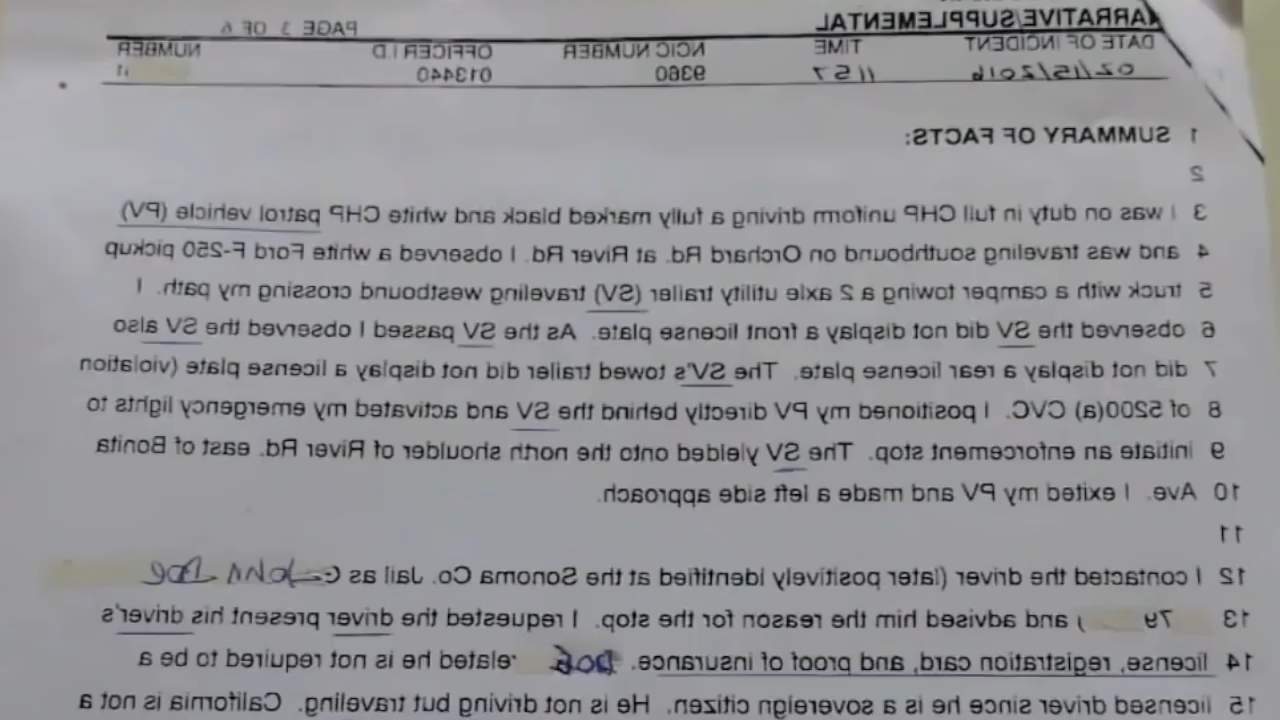 NARRATIVE/SUPPLEMENTAL PAGE 3 OF 6
DATE OF INCIDENT TIME NCIC NUMBER OFFICER I.D. NUMBER
02/15/2016 1157 9360 013440
1 SUMMARY OF FACTS:
2
3 I was on duty in full CHP uniform driving a fully marked black and white CHP patrol vehicle (PV)
4 and was traveling southbound on Orchard Rd. at River Rd. I observed a white Ford F-250 pickup
5 truck with a camper towing a 2 axle utility trailer (SV) traveling westbound crossing my path. I
6 observed the SV did not display a front license plate. As the SV passed I observed the SV also
7 did not display a rear license plate. The SV's towed trailer did not display a license plate (violation
8 of 5200(a) CVC. I positioned my PV directly behind the SV and activated my emergency lights to
9 initiate an enforcement stop. The SV yielded onto the north shoulder of River Rd. east of Bonita
10 Ave. I exited my PV and made a left side approach.
11
12 I contacted the driver (later positively identified at the Sonoma Co. Jail as John Doe
13 79 ) and advised him the reason for the stop. I requested the driver present his driver's
14 license, registration card, and proof of insurance. DOE related he is not required to be a
15 licensed driver since he is a sovereign citizen. He is not driving but traveling. California is not a